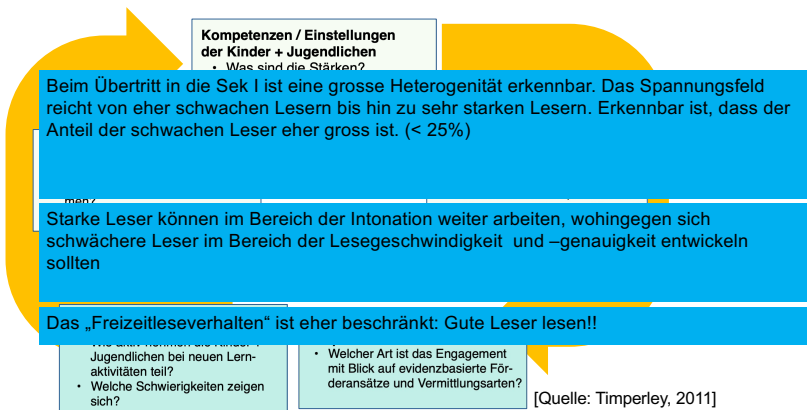 Kompetenzen / Einstellungen
der Kinder + Jugendlichen
• Was sind die Stärken?
Beim Übertritt in die Sek I ist eine grosse Heterogenität erkennbar. Das Spannungsfeld
reicht von eher schwachen Lesern bis hin zu sehr starken Lesern. Erkennbar ist, dass der
Anteil der schwachen Leser eher gross ist. (< 25%)
men?
Starke Leser können im Bereich der Intonation weiter arbeiten, wohingegen sich
schwächere Leser im Bereich der Lesegeschwindigkeit und –genauigkeit entwickeln
sollten
Das „Freizeitleseverhalten“ ist eher beschränkt: Gute Leser lesen!!
Jugendlichen bei neuen Lern-
aktivitäten teil?
• Welche Schwierigkeiten zeigen
sich?
• Welcher Art ist das Engagement
mit Blick auf evidenzbasierte För-
deransätze und Vermittlungsarten?
[Quelle: Timperley, 2011]